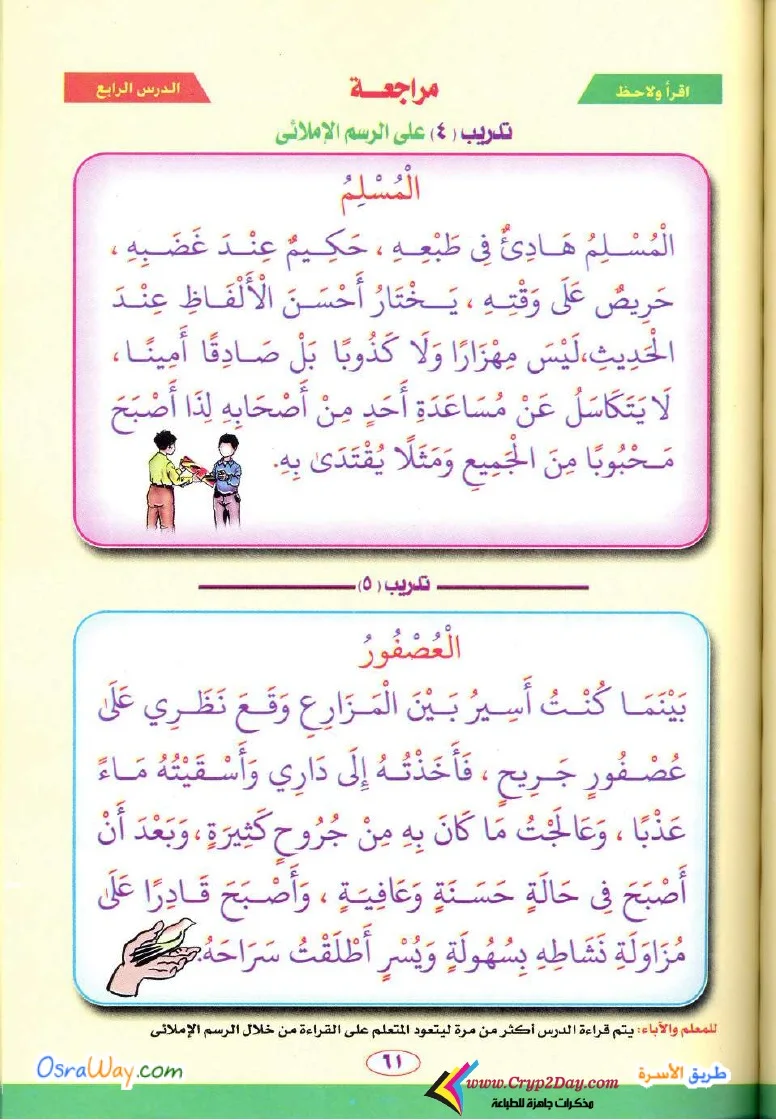 اقرأ ولاحظ
مراجعة
الدرس الرابع
تدريب (٤) على الرسم الإملائى
الْمُسْلِمُ
الْمُسْلِمُ هَادِئٌ فِى طَبْعِهِ ، حَكِيمٌ عِنْدَ غَضَبِهِ ،
حَرِيصٌ عَلَى وَقْتِهِ ، يَخْتَارُ أَحْسَنَ الْأَلْفَاظِ عِنْدَ
الْحَدِيثِ،لَيْسَ مِهْزَارًا وَلَا كَذُوبًا بَلْ صَادِقًا أَمِينًا،
لَا يَتَكَاسَلُ عَنْ مُسَاعَدَةِ أَحَدٍ مِنْ أَصْحَابِهِ لِذَا أَصْبَحَ
مَحْبُوبًا مِنَ الْجَمِيعِ وَمَثَلًا يُقْتَدَىٰ بِهِ.
تدريب (٥)
الْعُصْفُورُ
بَيْنَمَا كُنْتُ أَسِيرُ بَيْنَ الْمَزَارِعِ وَقَعَ نَظَرِي عَلَى
عُصْفُورٍ جَرِيحٍ ، فَأَخَذْتُهُ إِلَى دَارِي وَأَسْقَيْتُهُ مَاءً
عَذْبًا ، وَعَالَجْتُ مَا كَانَ بِهِ مِنْ جُرُوحٍ كَثِيرَةٍ ، وَبَعْدَ أَنْ
أَصْبَحَ فِى حَالَةٍ حَسَنَةٍ وَعَافِيَةٍ ، وَأَصْبَحَ قَادِرًا عَلَى
مُزَاوَلَةِ نَشَاطِهِ بِسُهُولَةٍ وَيُسْرٍ أَطْلَقْتُ سَرَاحَهُ.
للمعلم والآباء: يتم قراءة الدرس أكثر من مرة ليتعود المتعلم على القراءة من خلال الرسم الإملائى
٦١
طريق الأسرة
www.Cryp2Day.com
مذكرات جاهزة للطباعة
OsraWay.com